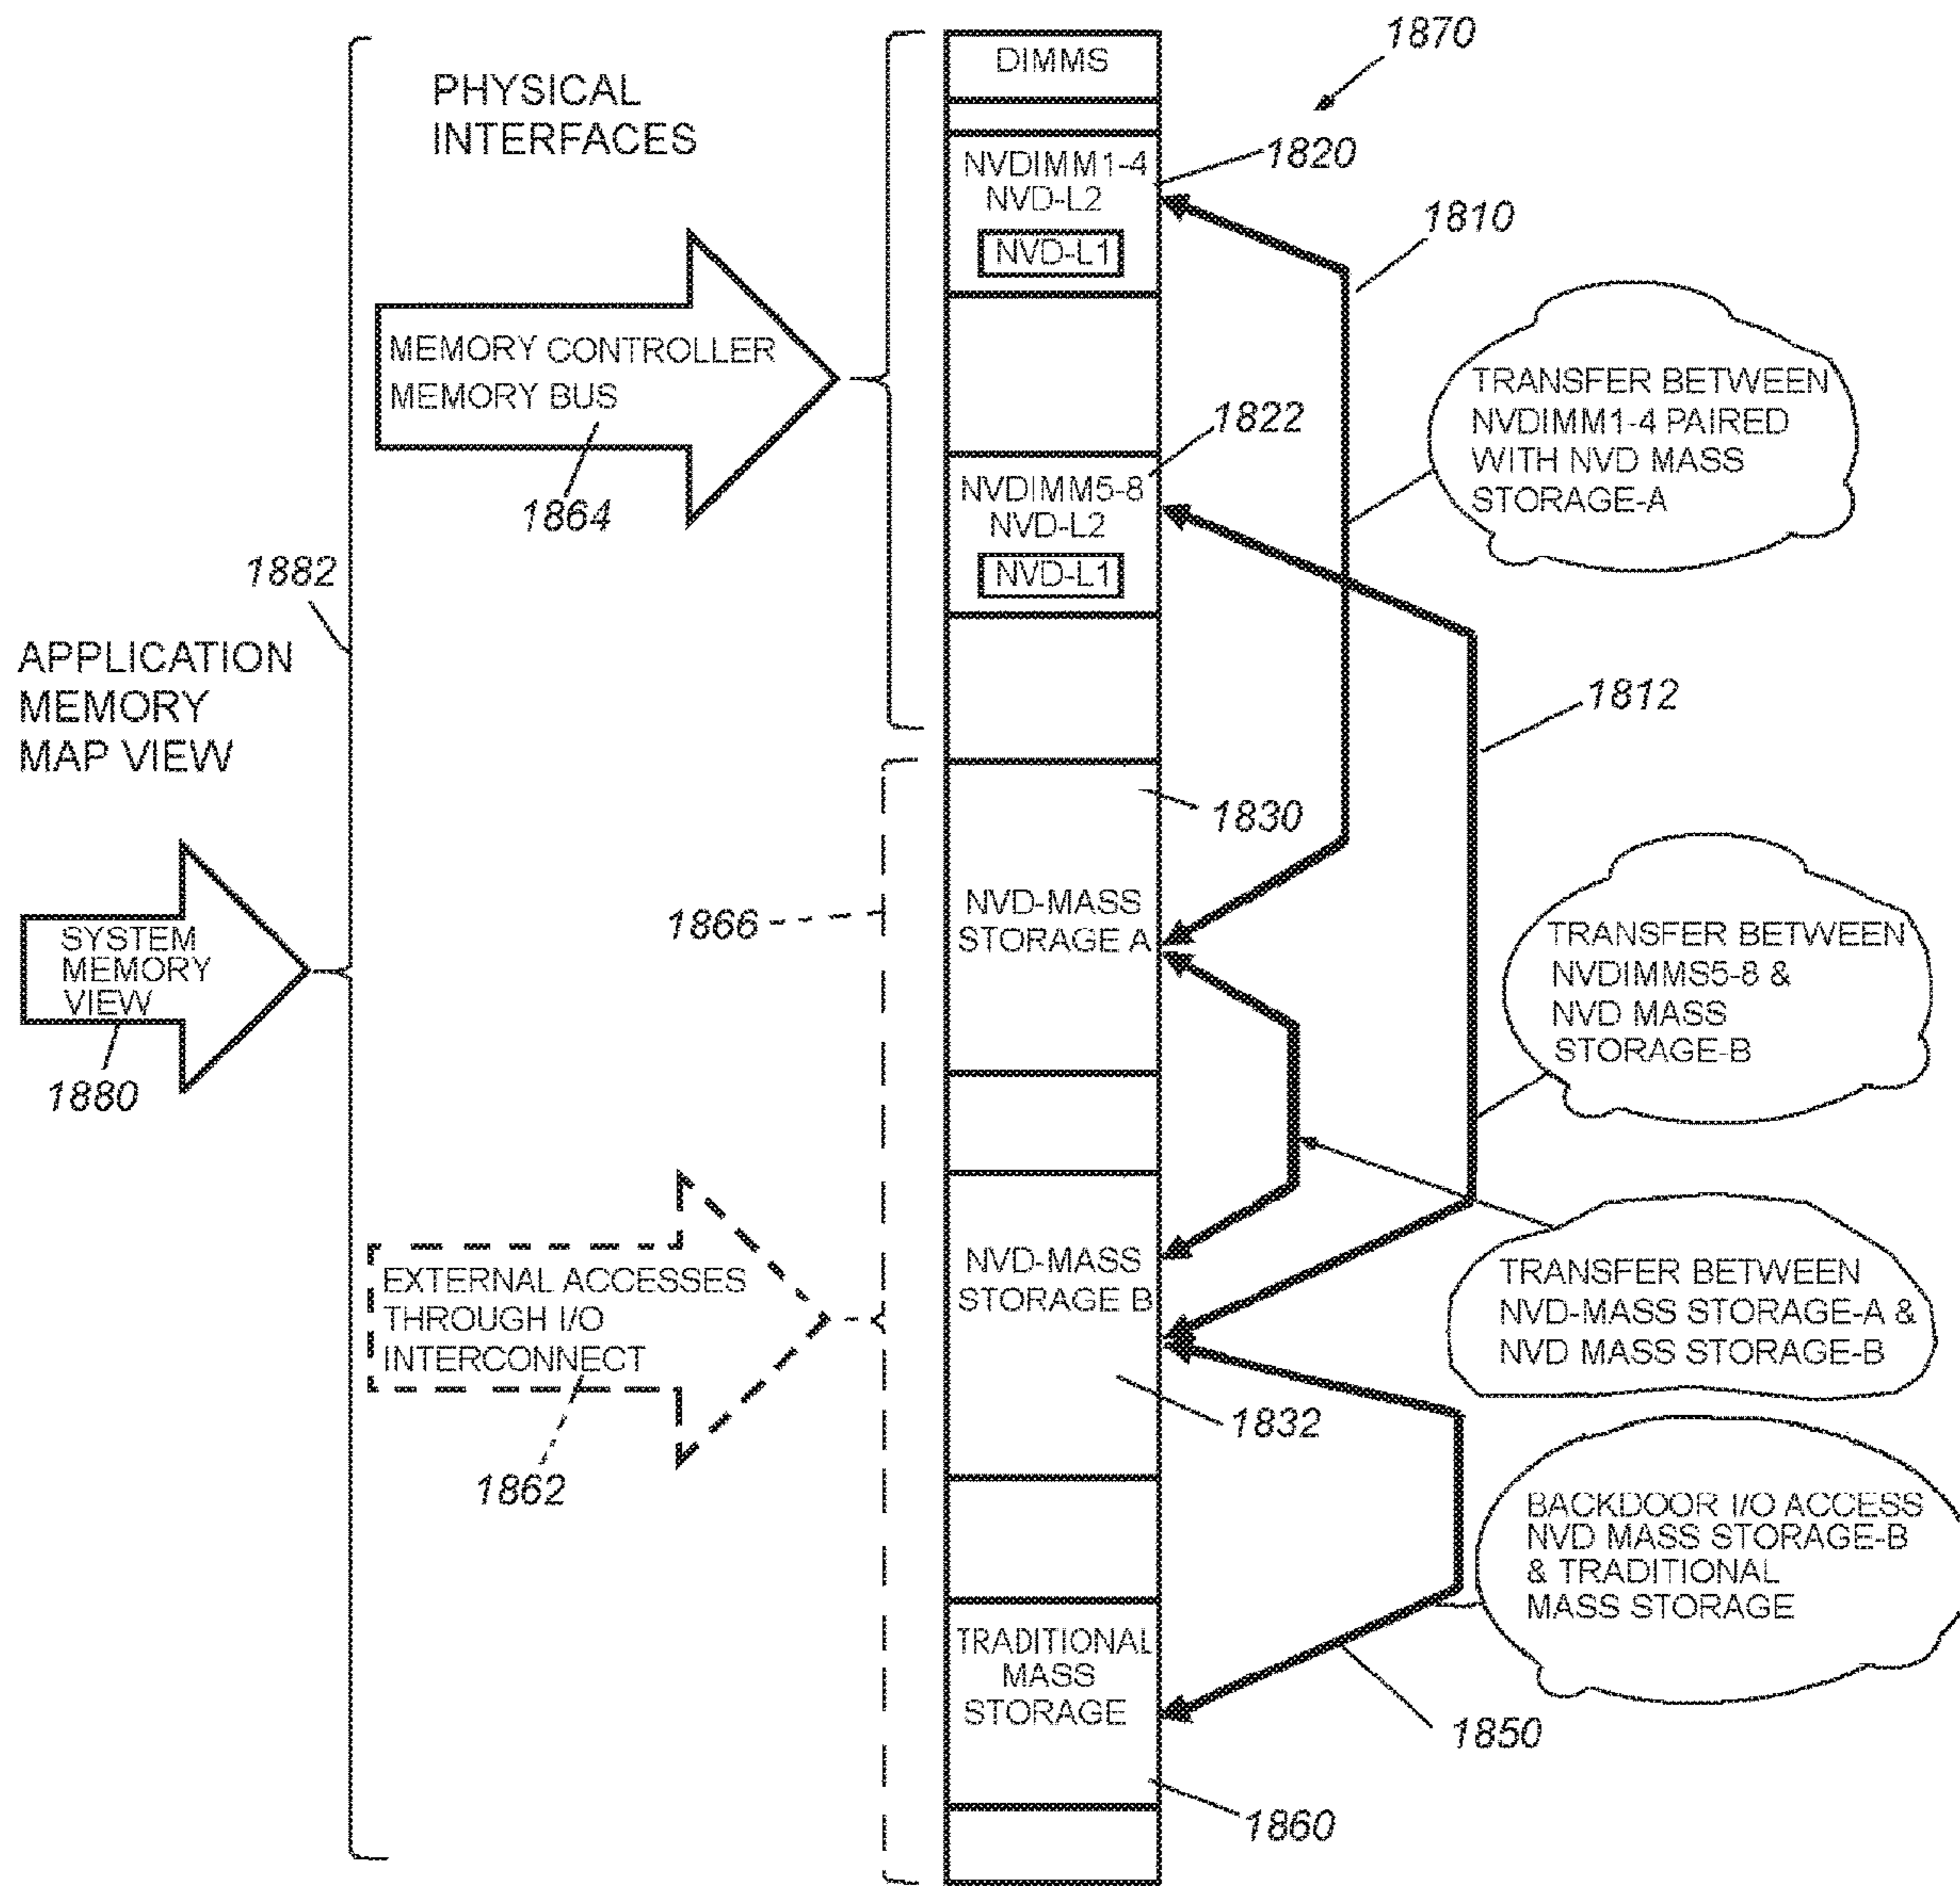 1870
DIMMS
PHYSICAL
INTERFACES
1820
NVDIMM1-4
NVD-L2
NVD-L1
1810
MEMORY CONTROLLER
MEMORY BUS
1864
TRANSFER BETWEEN
NVDIMM1-4 PAIRED
WITH NVD MASS
STORAGE-A
1822
NVDIMM5-8
NVD-L2
NVD-L1
1882
APPLICATION
MEMORY
MAP VIEW
1812
1830
1866
NVD-MASS
STORAGE A
SYSTEM
MEMORY
VIEW
1880
TRANSFER BETWEEN
NVDIMMS5-8 &
NVD MASS
STORAGE-B
EXTERNAL ACCESSES
THROUGH I/O
INTERCONNECT
1862
NVD-MASS
STORAGE B
TRANSFER BETWEEN
NVD-MASS STORAGE-A &
NVD MASS STORAGE-B
1832
BACKDOOR I/O ACCESS
NVD MASS STORAGE-B
& TRADITIONAL
MASS STORAGE
TRADITIONAL
MASS
STORAGE
1850
1860